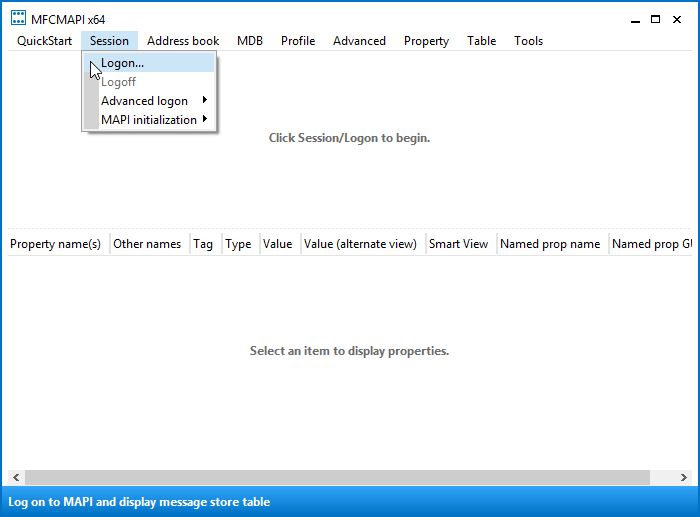 MFCMAPI x64
QuickStart Session Address book MDB Profile Advanced Property Table Tools
Logon...
Logoff
Advanced logon
MAPI initialization
Click Session/Logon to begin.
Property name(s) Other names Tag Type Value Value (alternate view) Smart View Named prop name Named prop GU
Select an item to display properties.
Log on to MAPI and display message store table